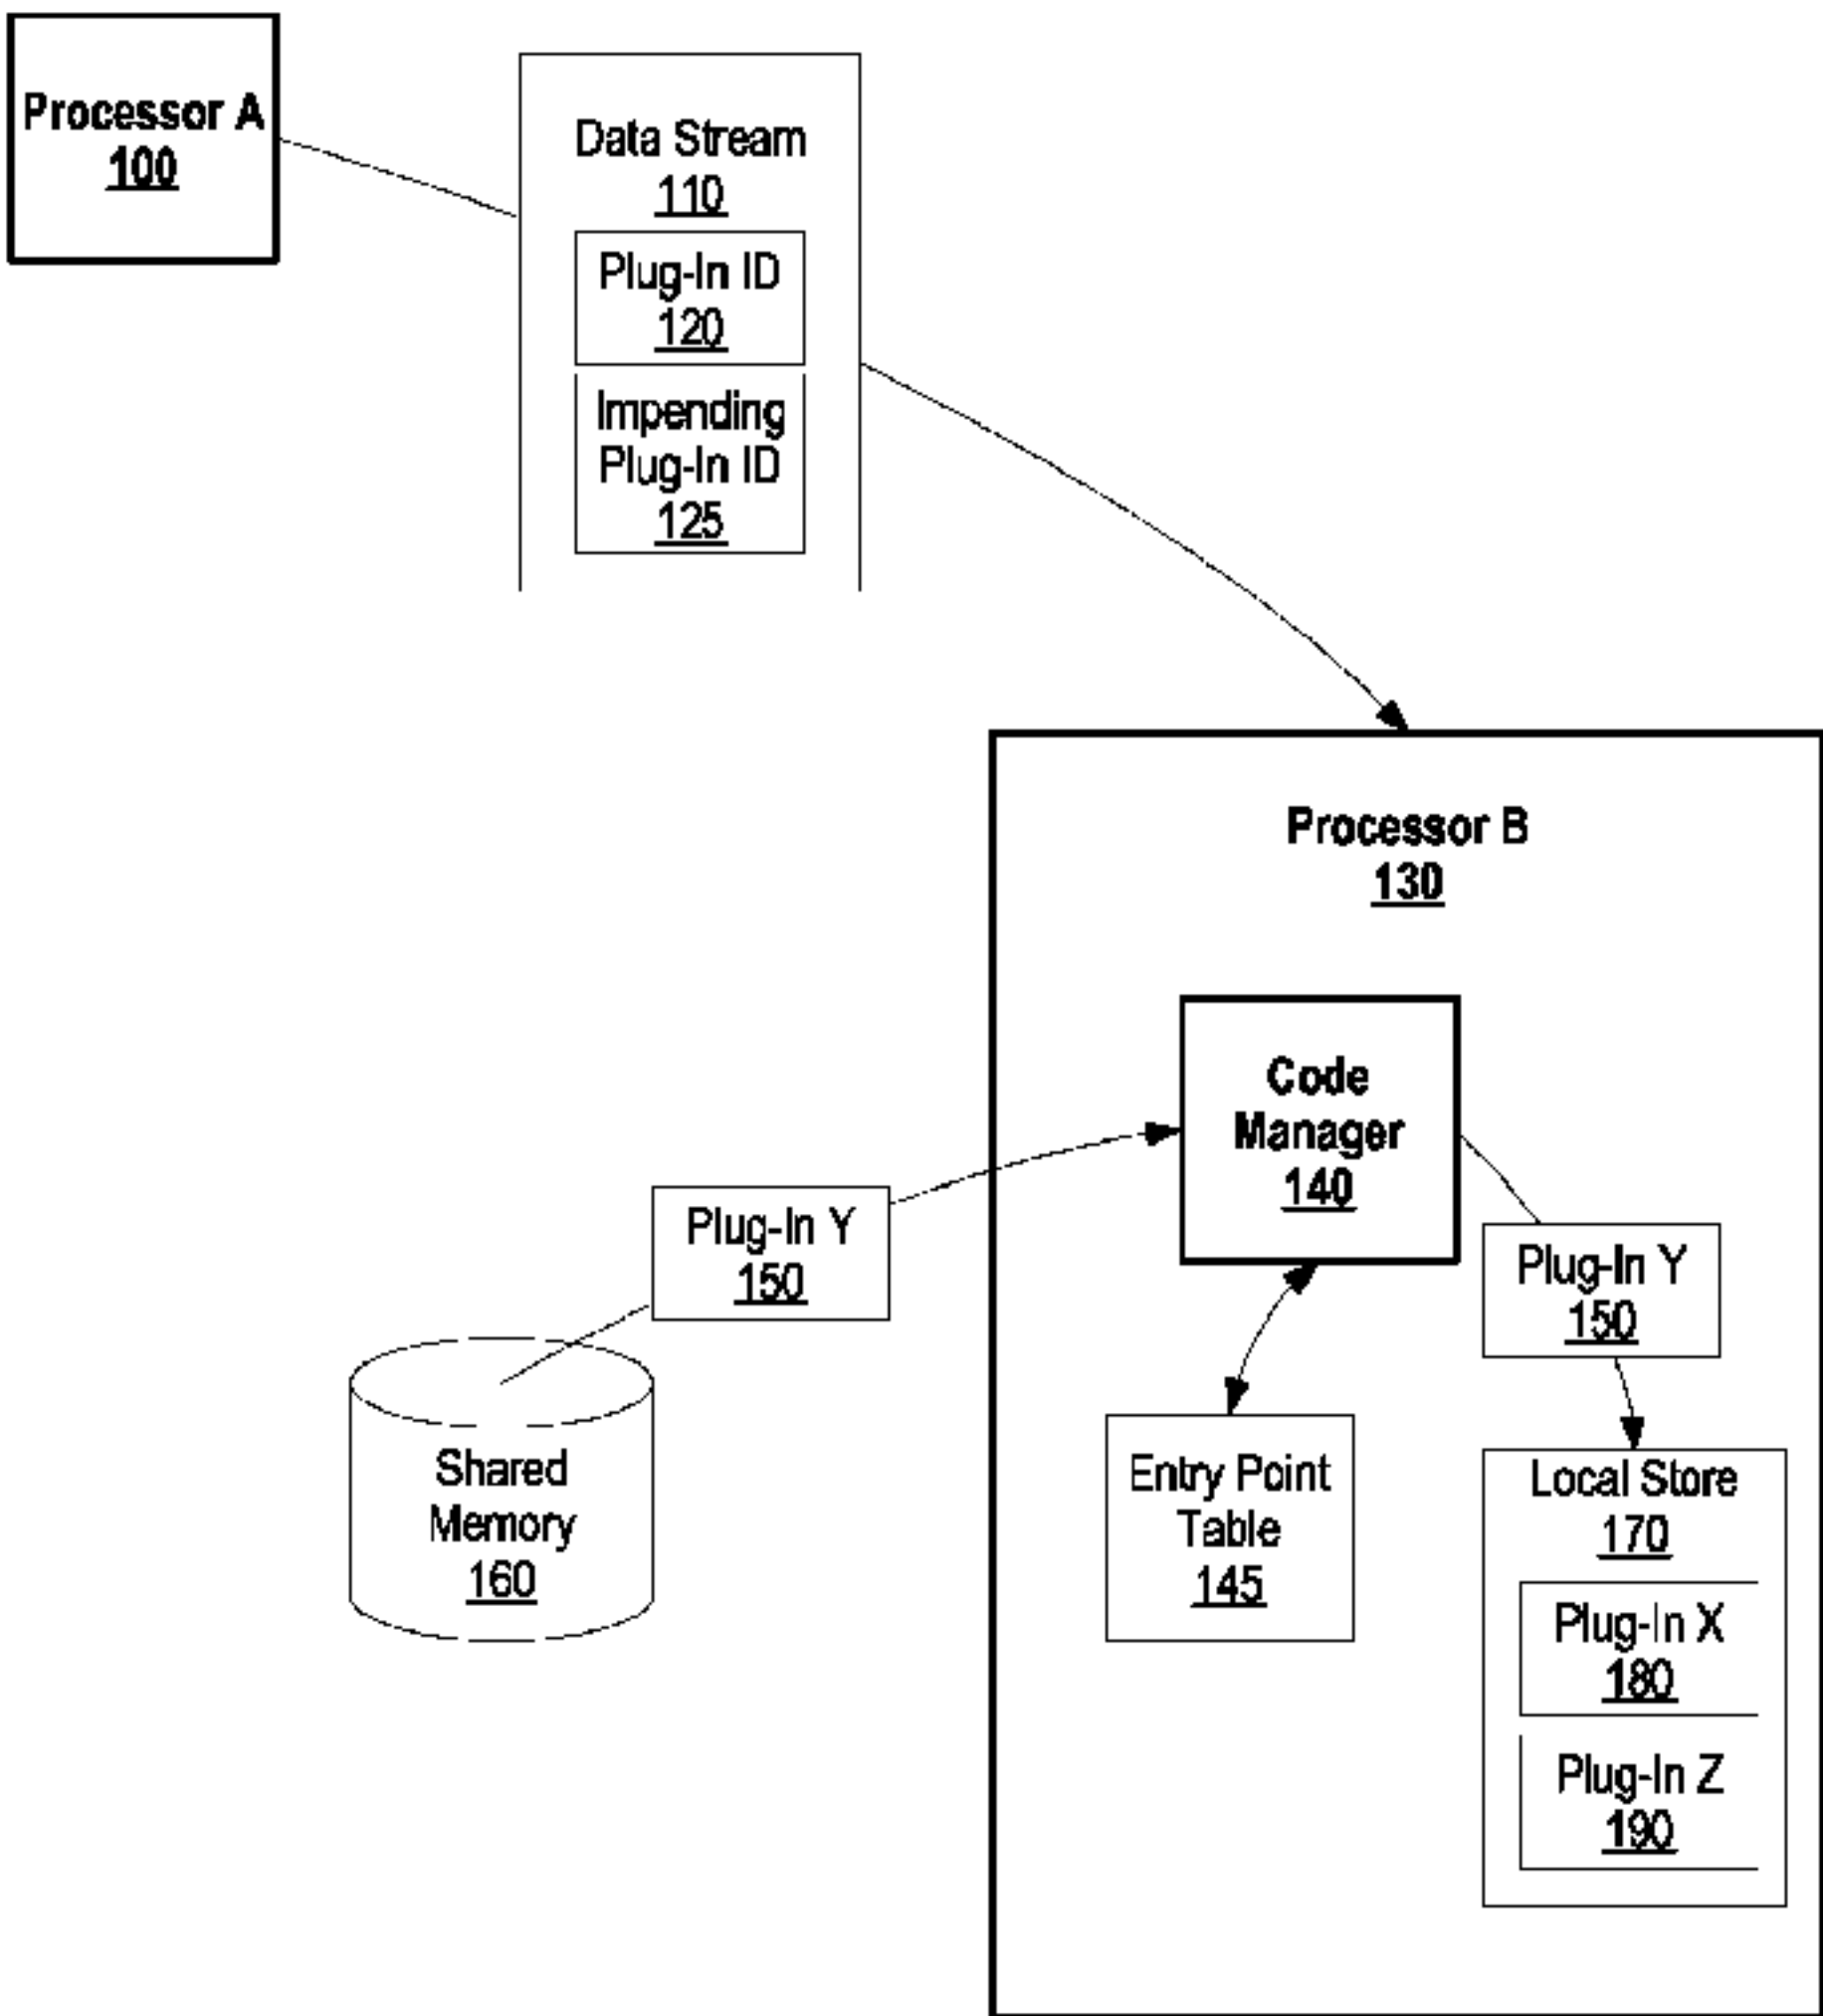 Processor A
100
Data Stream
110
Plug-In ID
120
Impending
Plug-In ID
125
Processor B
130
Code
Manager
140
Plug-In Y
150
Plug-In Y
150
Shared
Memory
160
Entry Point
Table
145
Local Store
170
Plug-In X
180
Plug-In Z
190